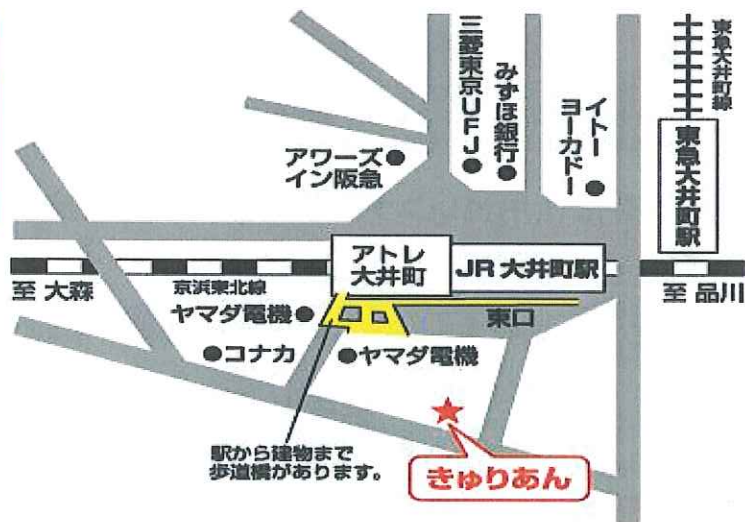 三菱東京UFJ
みずほ銀行
イトー
ヨーカドー
東急大井町線
東急大井町駅
アワーズ
イン阪急
アトレ
大井町
JR 大井町駅
至 大森
京浜東北線
至 品川
ヤマダ電機
東口
コナカ
ヤマダ電機
駅から建物まで
歩道橋があります。
きゅりあん